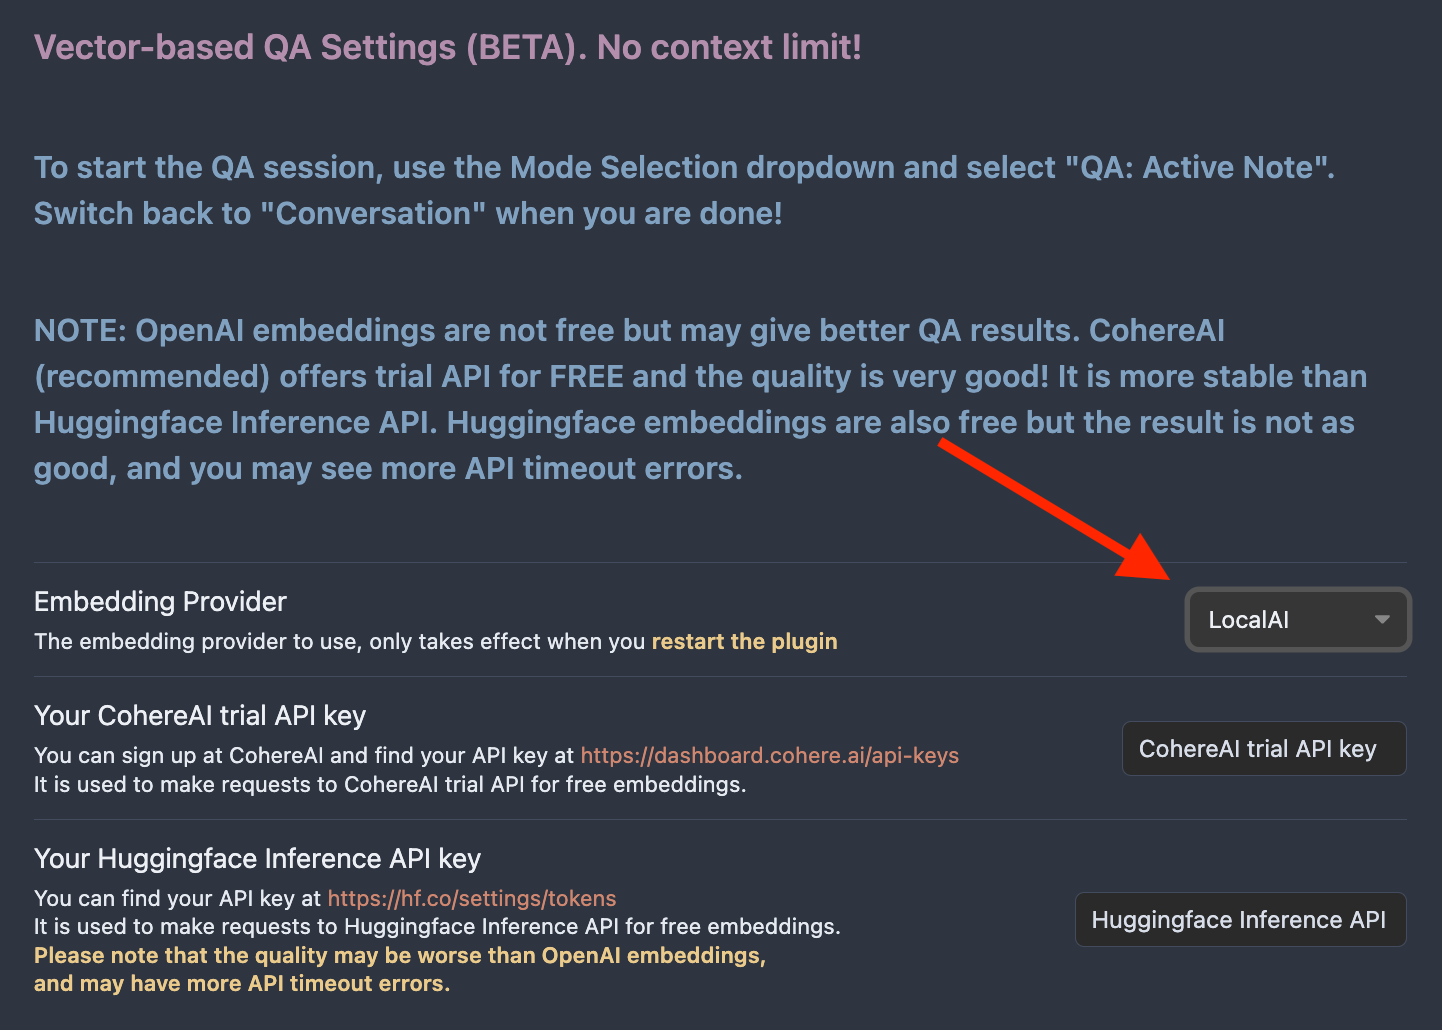 Vector-based QA Settings (BETA). No context limit!
To start the QA session, use the Mode Selection dropdown and select "QA: Active Note".
Switch back to "Conversation" when you are done!
NOTE: OpenAI embeddings are not free but may give better QA results. CohereAI
(recommended) offers trial API for FREE and the quality is very good! It is more stable than
Huggingface Inference API. Huggingface embeddings are also free but the result is not as
good, and you may see more API timeout errors.
Embedding Provider
The embedding provider to use, only takes effect when you restart the plugin
LocalAI
Your CohereAI trial API key
You can sign up at CohereAI and find your API key at https://dashboard.cohere.ai/api-keys
It is used to make requests to CohereAI trial API for free embeddings.
CohereAI trial API key
Your Huggingface Inference API key
You can find your API key at https://hf.co/settings/tokens
It is used to make requests to Huggingface Inference API for free embeddings.
Please note that the quality may be worse than OpenAI embeddings,
and may have more API timeout errors.
Huggingface Inference API